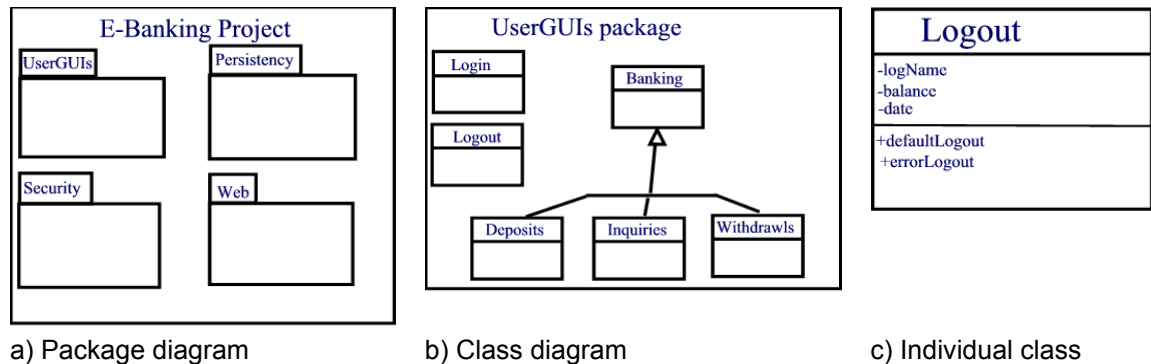 E-Banking Project
UserGUIs
Persistency
Security
Web
a) Package diagram
UserGUIs package
Login
Banking
Logout
Deposits
Inquiries
Withdrawls
b) Class diagram
Logout
-logName
-balance
-date
+defaultLogout
+errorLogout
c) Individual class